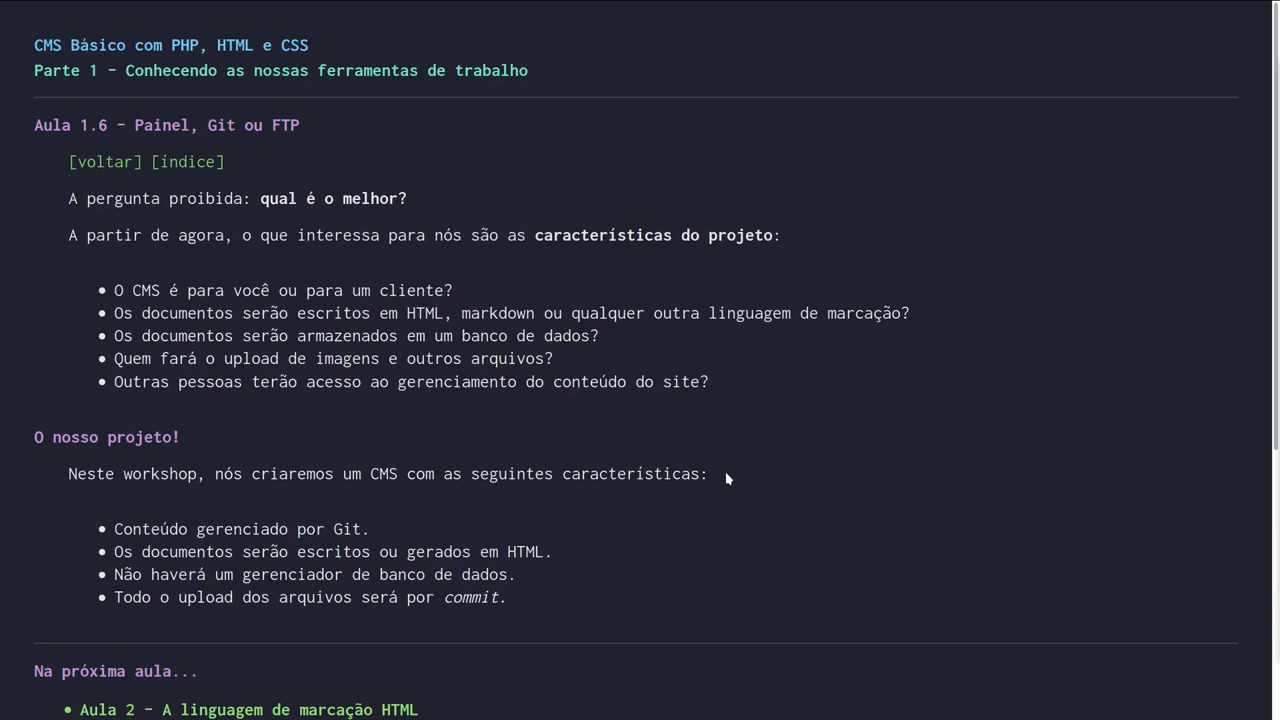 CMS Básico com PHP, HTML e CSS
Parte 1 - Conhecendo as nossas ferramentas de trabalho
Aula 1.6 - Painel, Git ou FTP
[voltar] [índice]
A pergunta proibida: qual é o melhor?
A partir de agora, o que interessa para nós são as características do projeto:
• O CMS é para você ou para um cliente?
• Os documentos serão escritos em HTML, markdown ou qualquer outra linguagem de marcação?
• Os documentos serão armazenados em um banco de dados?
• Quem fará o upload de imagens e outros arquivos?
• Outras pessoas terão acesso ao gerenciamento do conteúdo do site?
O nosso projeto!
Neste workshop, nós criaremos um CMS com as seguintes características:
• Conteúdo gerenciado por Git.
• Os documentos serão escritos ou gerados em HTML.
• Não haverá um gerenciador de banco de dados.
• Todo o upload dos arquivos será por commit.
Na próxima aula...
• Aula 2 - A linguagem de marcação HTML